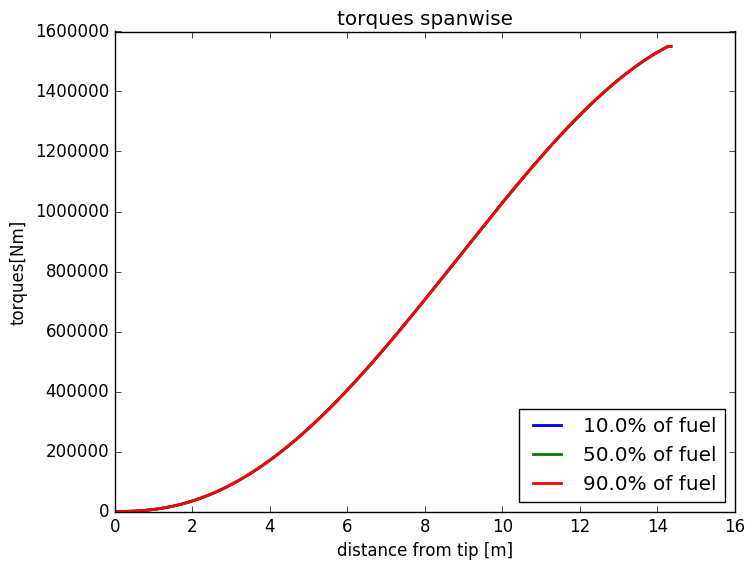 torques spanwise
1600000
1400000
1200000
1000000
800000
600000
400000
200000
0
torques[Nm]
10.0% of fuel
50.0% of fuel
90.0% of fuel
0 2 4 6 8 10 12 14 16
distance from tip [m]